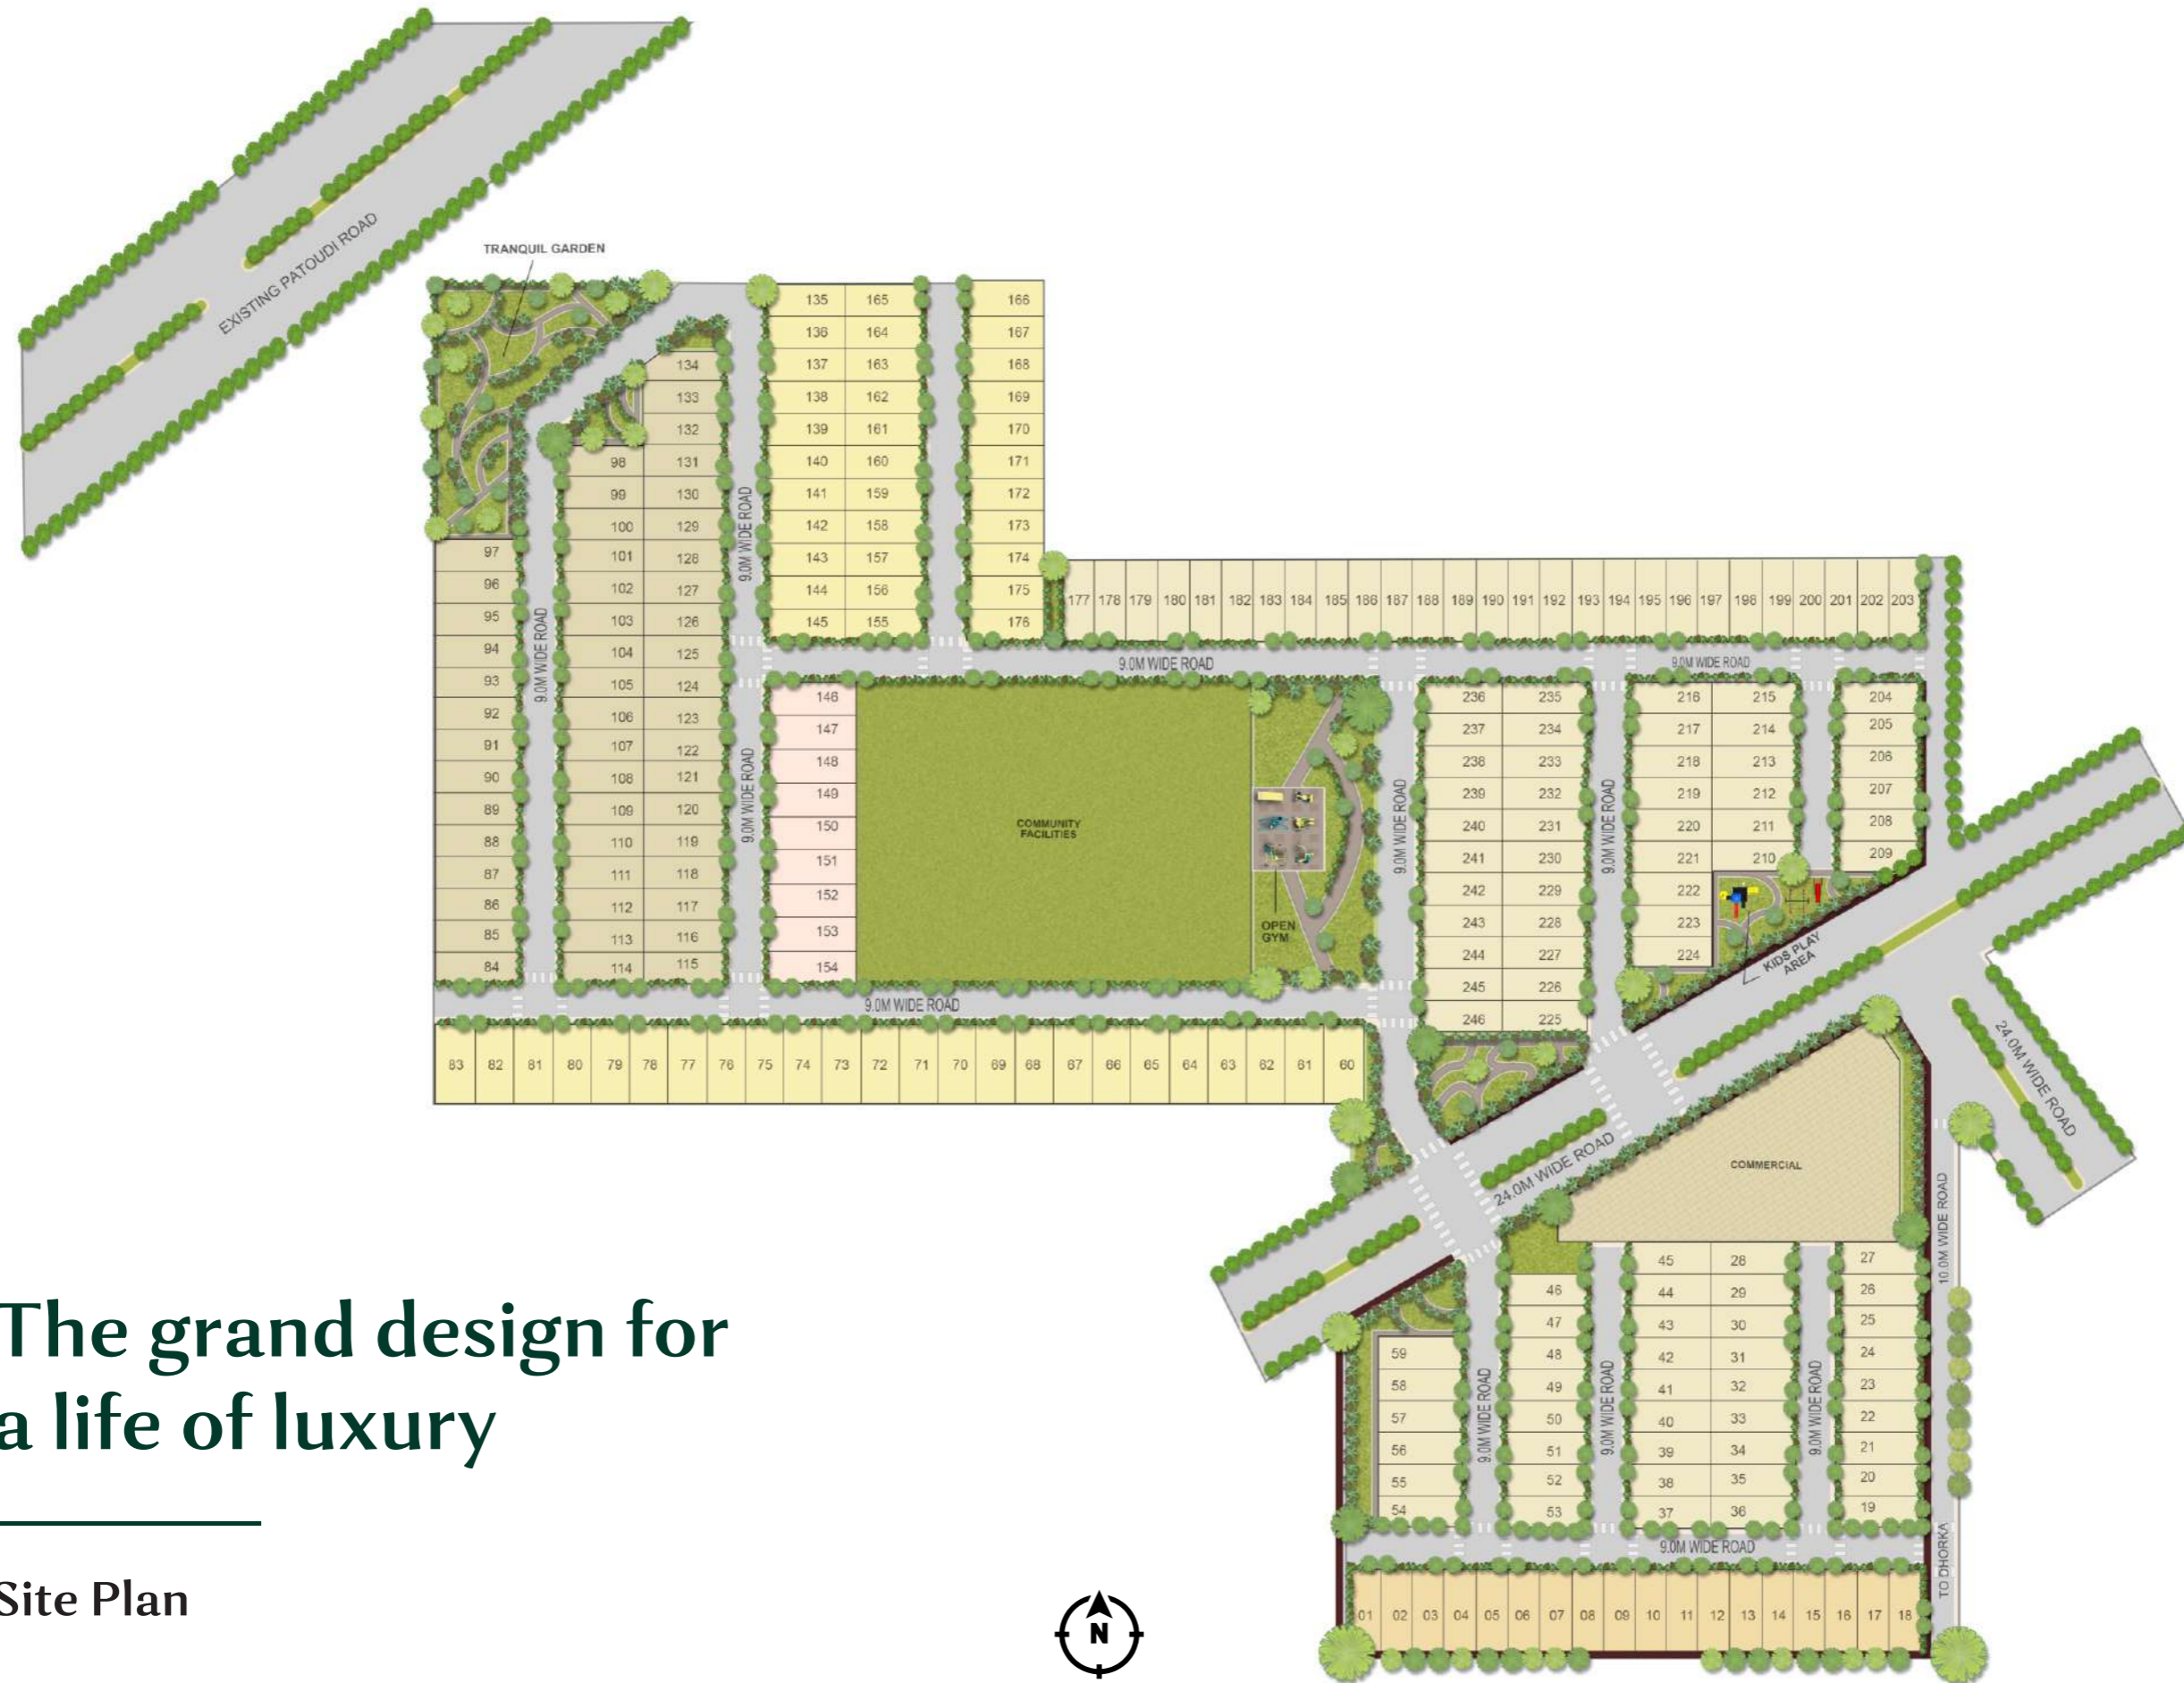 EXISTING PATOUDI ROAD
TRANQUIL GARDEN
135 165 166
136 164 167
134 137 163 168
133 138 162 169
132 139 161 170
98 131 140 160 171
99 130 141 159 172
100 129 142 158 173
97 101 128 143 157 174
96 102 127 144 156 175
95 103 126 145 155 176
94 104 125
93 105 124
92 106 123
91 107 122
90 108 121
89 109 120
88 110 119
87 111 118
86 112 117
85 113 116
84 114 115
9.0M WIDE ROAD
9.0M WIDE ROAD
9.0M WIDE ROAD
177 178 179 180 181 182 183 184 185 186 187 188 189 190 191 192 193 194 195 196 197 198 199 200 201 202 203
9.0M WIDE ROAD
9.0M WIDE ROAD
146
147
148
149
150
151
152
153
154
COMMUNITY
FACILITIES
OPEN
GYM
9.0M WIDE ROAD
9.0M WIDE ROAD
236 235 216 215 204
237 234 217 214 205
238 233 218 213 206
239 232 219 212 207
240 231 220 211 208
241 230 221 210 209
242 229 222
243 228 223
244 227 224
245 226
246 225
KIDS PLAY
AREA
9.0M WIDE ROAD
83 82 81 80 79 78 77 76 75 74 73 72 71 70 69 68 67 66 65 64 63 62 61 60
24.0M WIDE ROAD
24.0M WIDE ROAD
COMMERCIAL
10.0M WIDE ROAD
45 28 27
46 44 29 26
47 43 30 25
59 48 42 31 24
58 49 41 32 23
57 50 40 33 22
56 51 39 34 21
55 52 38 35 20
54 53 37 36 19
9.0M WIDE ROAD
9.0M WIDE ROAD
9.0M WIDE ROAD
9.0M WIDE ROAD
TO DHORKA
01 02 03 04 05 06 07 08 09 10 11 12 13 14 15 16 17 18
The grand design for
a life of luxury
Site Plan
N